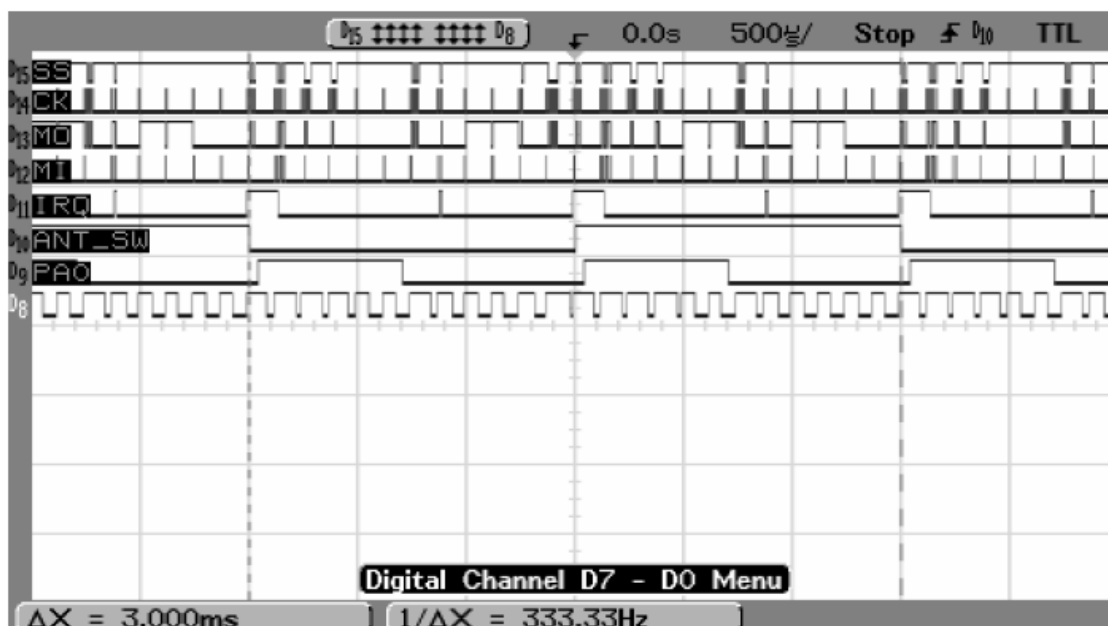 D15 ↕↕↕↕ ↕↕↕↕ D8 0.0s 500㎲/ Stop D10 TTL
D15 SS
D14 CK
D13 MO
D12 MI
D11 IRQ
D10 ANT_SW
D9 PAO
D8
Digital Channel D7 - D0 Menu
ΔX = 3.000ms 1/ΔX = 333.33Hz